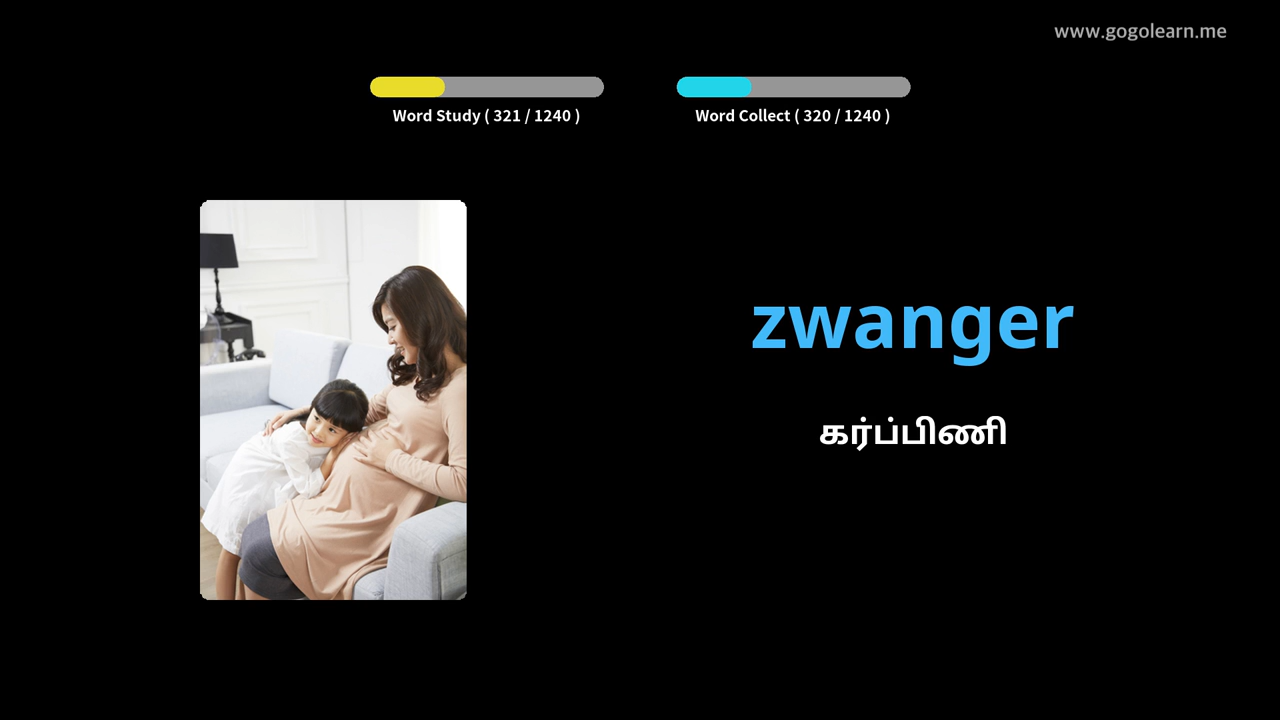 www.gogolearn.me
Word Study ( 321 / 1240 )
Word Collect ( 320 / 1240 )
zwanger
கர்ப்பிணி